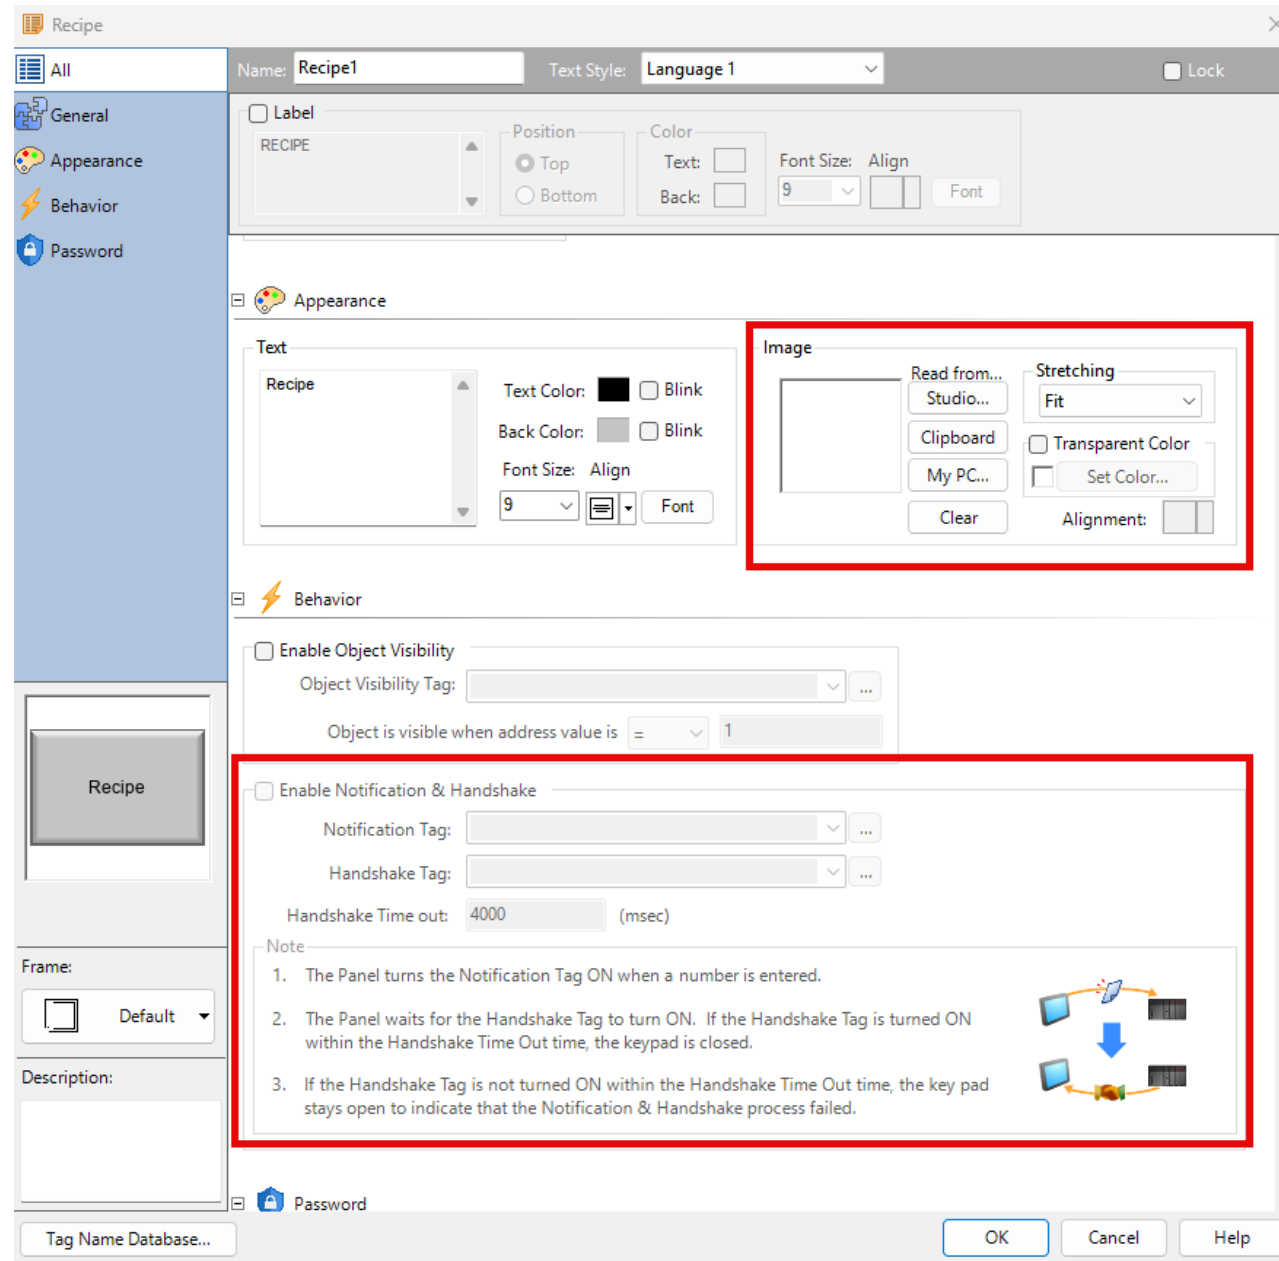 Recipe
All
General
Appearance
Behavior
Password
Name: Recipe1 Text Style: Language 1 Lock
Label
RECIPE
Position
Top
Bottom
Color
Text:
Back:
Font Size: Align
9 Font
Appearance
Text
Recipe
Text Color: Blink
Back Color: Blink
Font Size: Align
9 Font
Image
Read from...
Studio...
Clipboard
My PC...
Clear
Stretching
Fit
Transparent Color
Set Color...
Alignment:
Behavior
Enable Object Visibility
Object Visibility Tag: ...
Object is visible when address value is = 1
Enable Notification & Handshake
Notification Tag: ...
Handshake Tag: ...
Handshake Time out: 4000 (msec)
Note
1. The Panel turns the Notification Tag ON when a number is entered.
2. The Panel waits for the Handshake Tag to turn ON. If the Handshake Tag is turned ON
within the Handshake Time Out time, the keypad is closed.
3. If the Handshake Tag is not turned ON within the Handshake Time Out time, the key pad
stays open to indicate that the Notification & Handshake process failed.
Password
Recipe
Frame:
Default
Description:
Tag Name Database...
OK Cancel Help